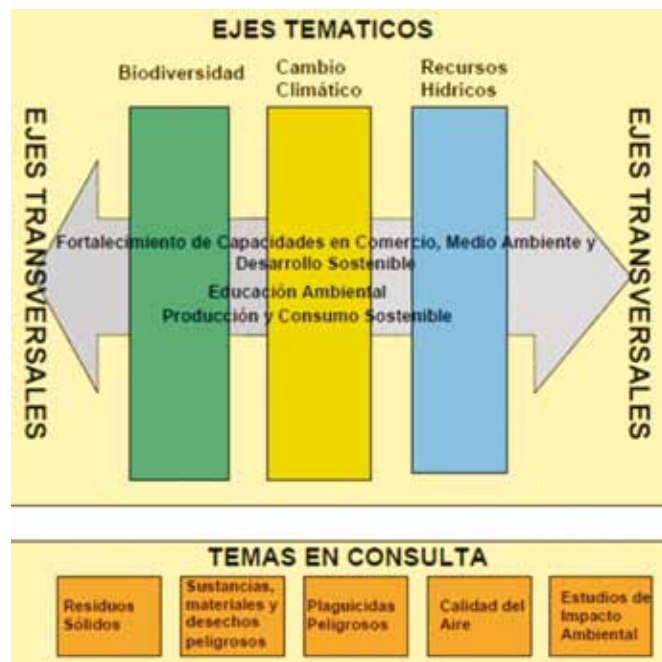 EJES TEMATICOS
Biodiversidad
Cambio
Climático
Recursos
Hídricos
EJES TRANSVERSALES
EJES TRANSVERSALES
Fortalecimiento de Capacidades en Comercio, Medio Ambiente y
Desarrollo Sostenible
Educación Ambiental
Producción y Consumo Sostenible
TEMAS EN CONSULTA
Residuos
Sólidos
Sustancias,
materiales y
desechos
peligrosos
Plaguicidas
Peligrosos
Calidad del
Aire
Estudios de
Impacto
Ambiental